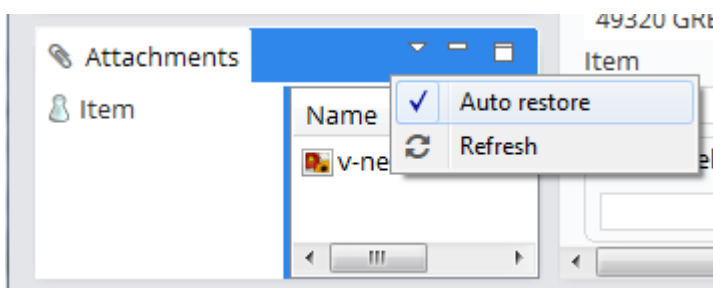 49320 GRE
Attachments
Item
Item
Name
Auto restore
v-ne
Refresh